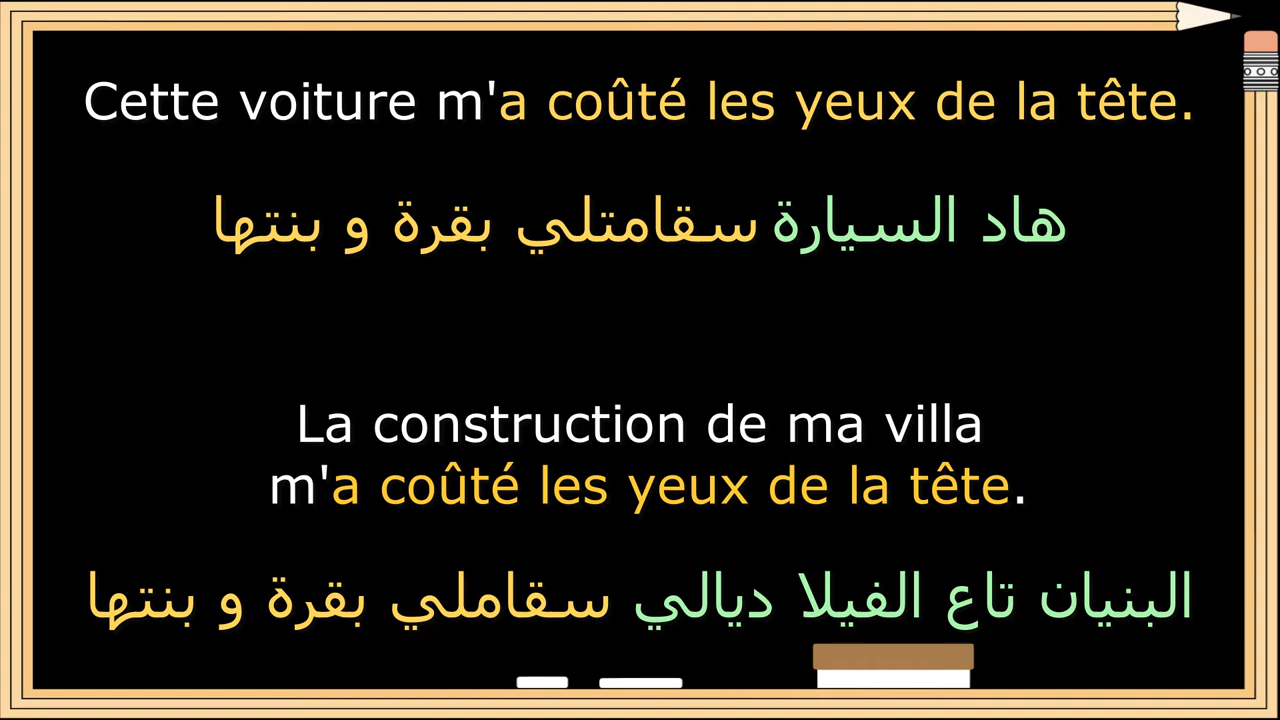 Cette voiture m'a coûté les yeux de la tête.
هاد السيارة سقامتلي بقرة و بنتها
La construction de ma villa
m'a coûté les yeux de la tête.
البنيان تاع الفيلا ديالي سقاملي بقرة و بنتها